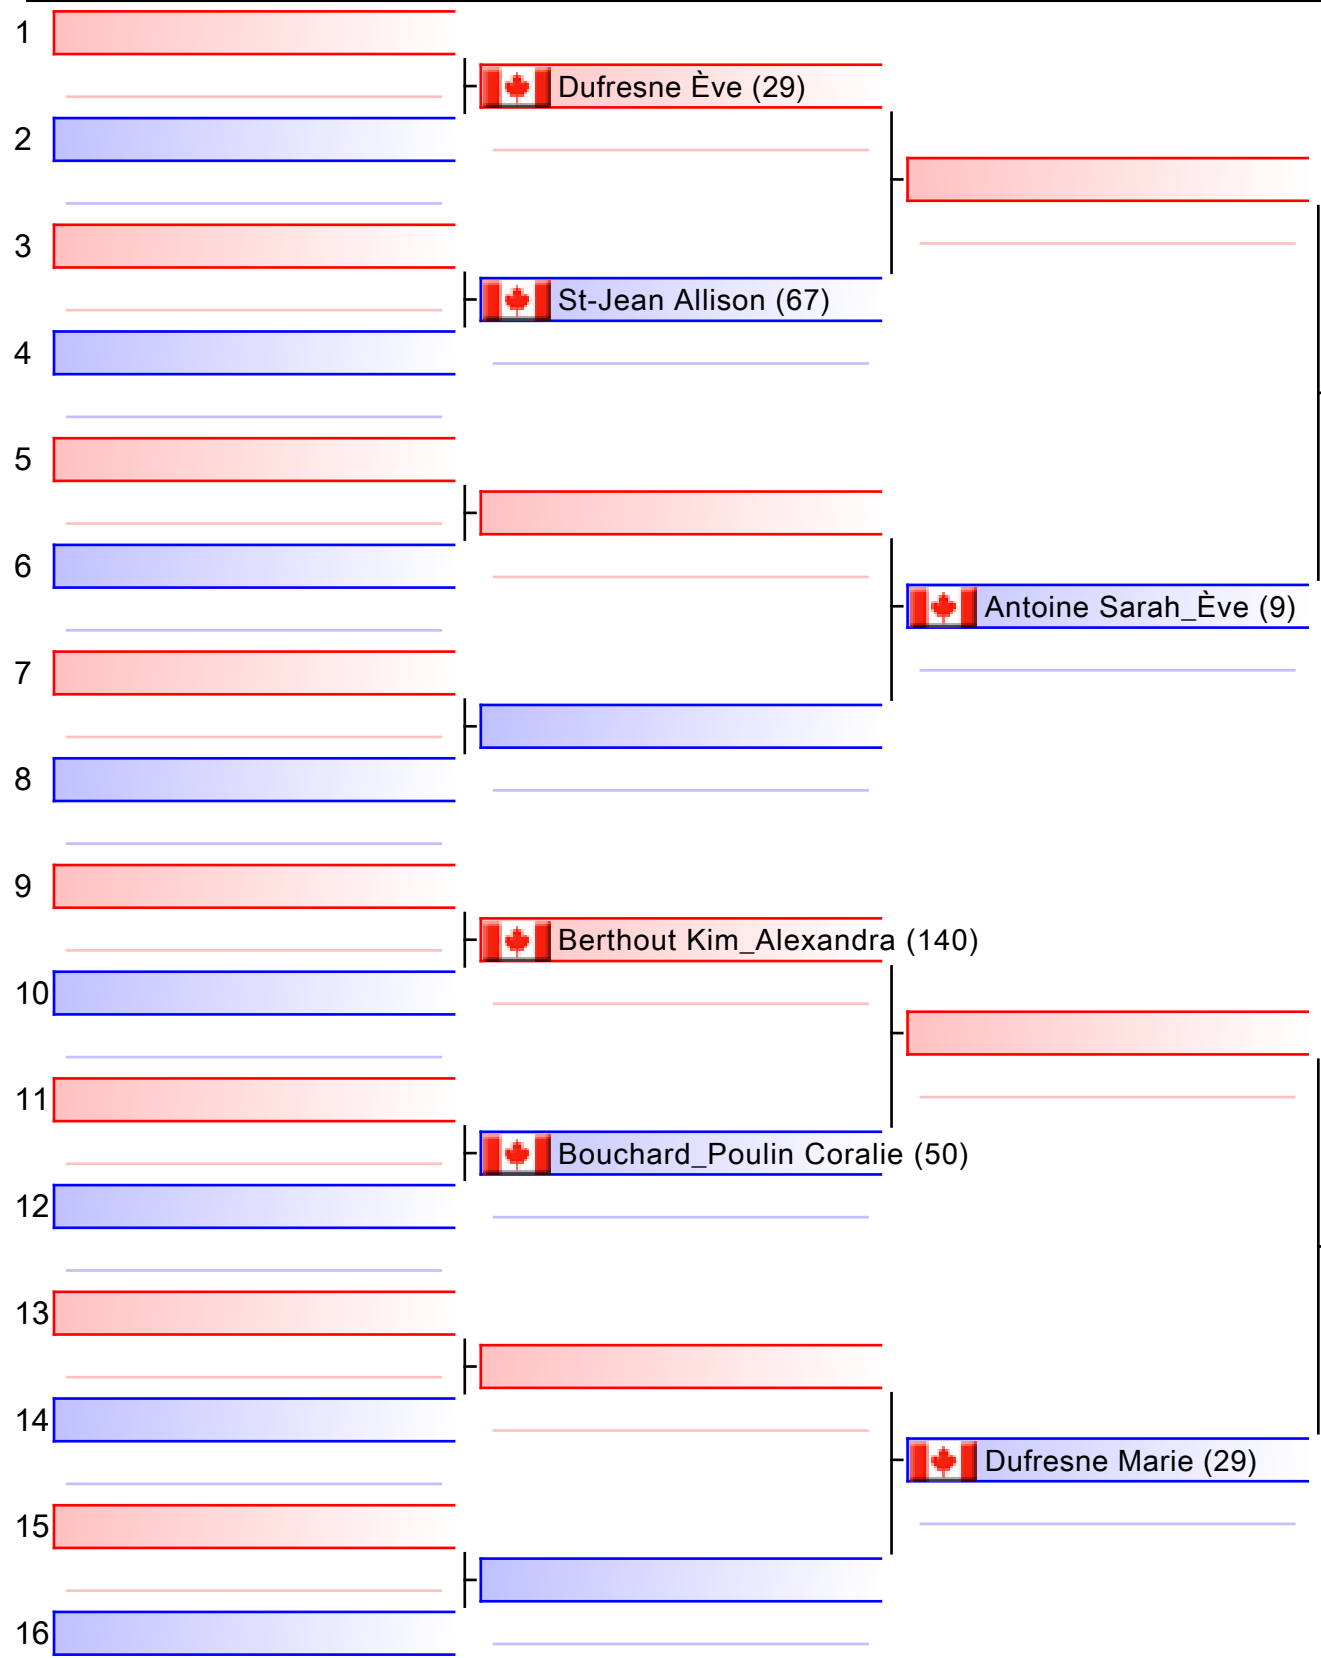 1
Dufresne Ève (29)
2
3
St-Jean Allison (67)
4
5
6
Antoine Sarah_Ève (9)
7
8
9
Berthout Kim_Alexandra (140)
10
11
Bouchard_Poulin Coralie (50)
12
13
14
Dufresne Marie (29)
15
16